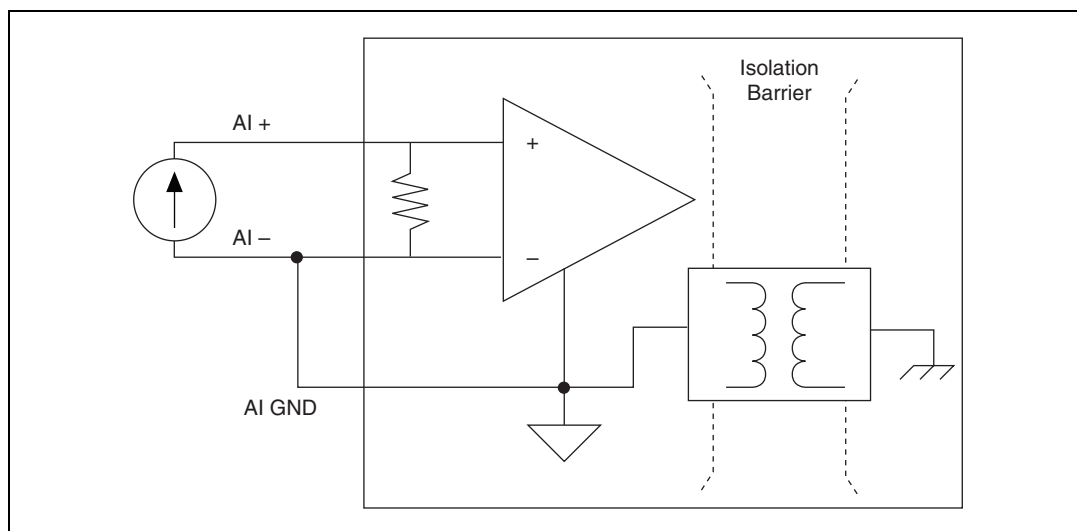 Isolation
Barrier
AI +
+
AI –
–
AI GND